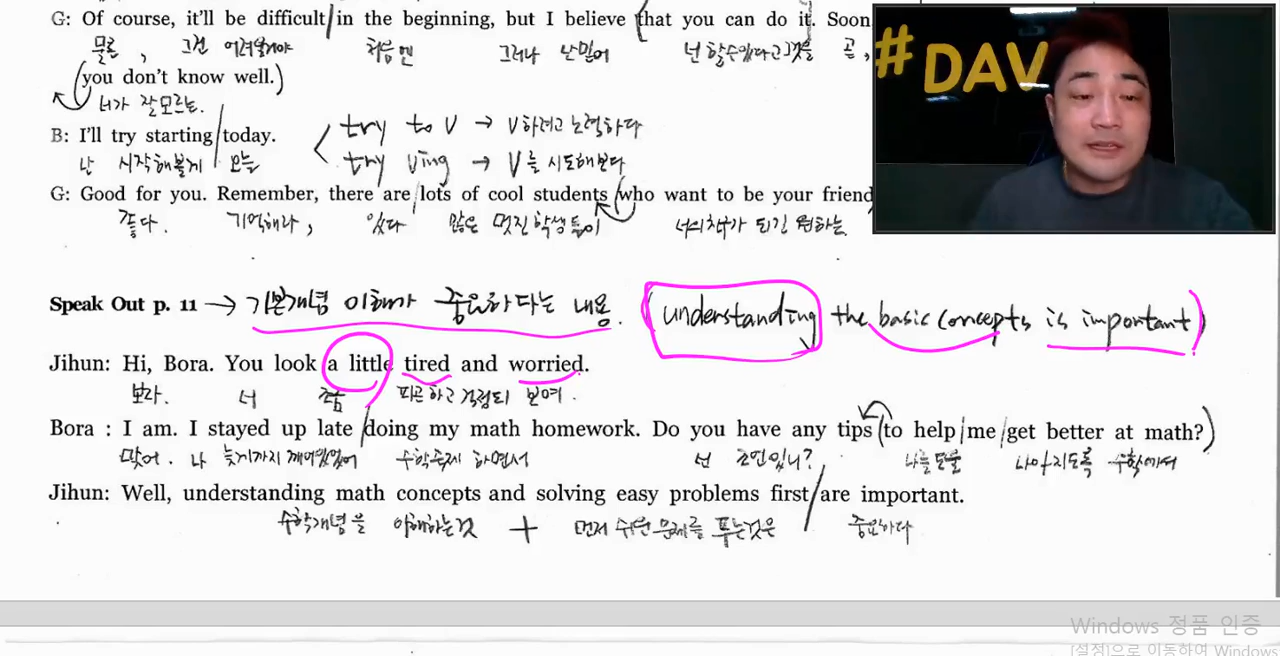 G: Of course, it'll be difficult/in the beginning, but I believe (that you can do it. Soon
물론, 그건 어려울거야 처음엔 그러나 난믿어 넌 할수있다고 그것을 곧,
(you don't know well.)
너가 잘모르는.
B: I'll try starting/today. try to V → V하려고 노력하다
난 시작해볼게 오늘 try Ving → V를 시도해보다
G: Good for you. Remember, there are/lots of cool students (who want to be your friend
좋다. 기억해라, 있다 많은 멋진학생들이 너의친구가 되길 원하는
Speak Out p. 11 → 기본개념 이해가 중요하다는 내용. (understanding the basic concepts is important)
Jihun: Hi, Bora. You look a little tired and worried.
보라. 너 조금 피곤하고 걱정되 보여.
Bora : I am. I stayed up late/doing my math homework. Do you have any tips (to help/me/get better at math?)
맞어. 나 늦게까지 깨어있었어 수학숙제 하면서 넌 조언있니? 나를도울 나아지도록 수학에서
Jihun: Well, understanding math concepts and solving easy problems first/are important.
수학개념을 이해하는것 + 먼저 쉬운문제를 푸는것은 중요하다
#DAV
Windows 정품 인증
[설정]으로 이동하여 Windows